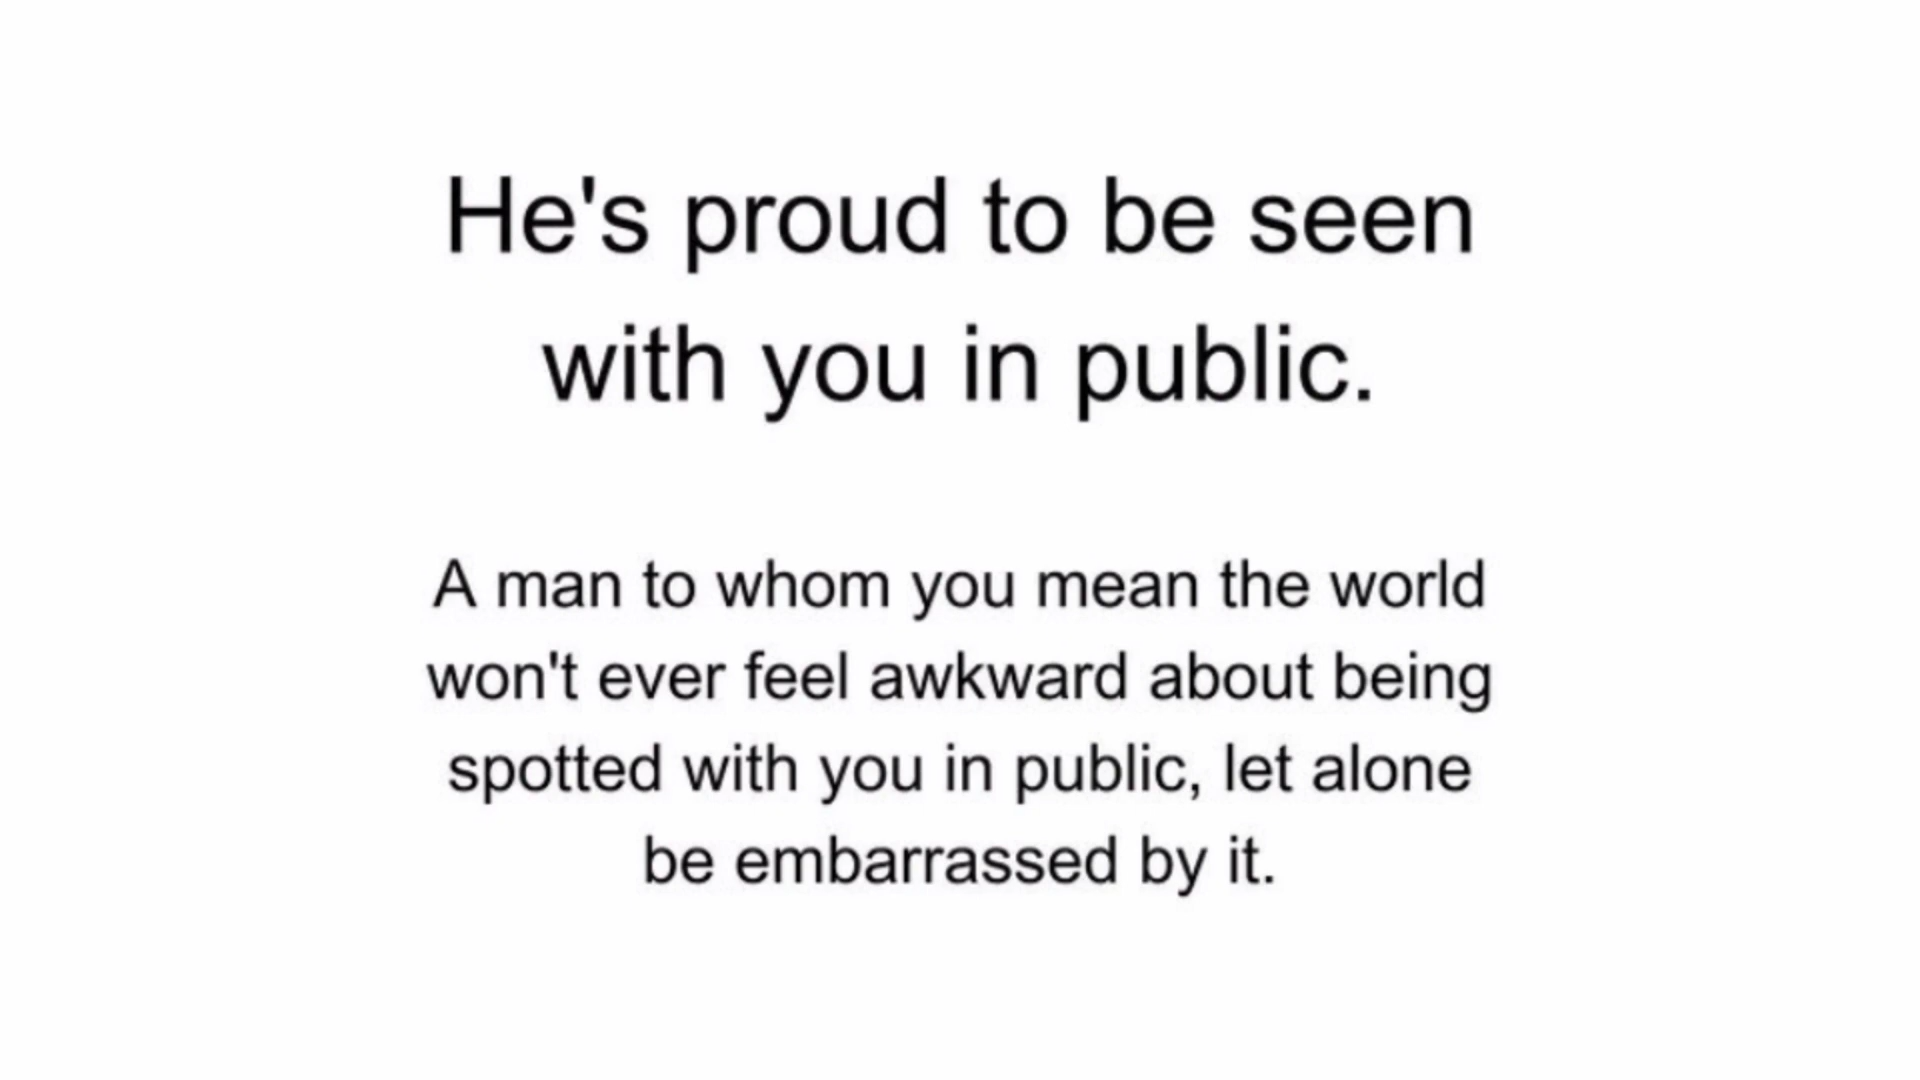 He's proud to be seen
with you in public.
A man to whom you mean the world
won't ever feel awkward about being
spotted with you in public, let alone
be embarrassed by it.